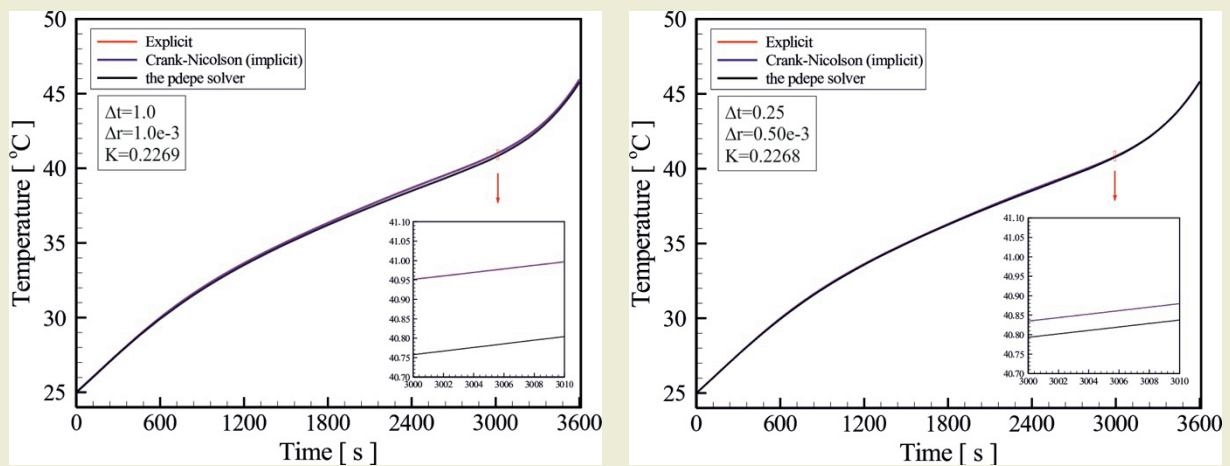 50
45
40
35
30
25
Temperature [ °C ]
Explicit
Crank-Nicolson (implicit)
the pdepe solver
Δt=1.0
Δr=1.0e-3
K=0.2269
41.10
41.05
41.00
40.95
40.90
40.85
40.80
40.75
40.70
3000 3002 3004 3006 3008 3010
0 600 1200 1800 2400 3000 3600
Time [ s ]
50
45
40
35
30
25
Temperature [ °C ]
Explicit
Crank-Nicolson (implicit)
the pdepe solver
Δt=0.25
Δr=0.50e-3
K=0.2268
41.10
41.05
41.00
40.95
40.90
40.85
40.80
40.75
40.70
3000 3002 3004 3006 3008 3010
0 600 1200 1800 2400 3000 3600
Time [ s ]